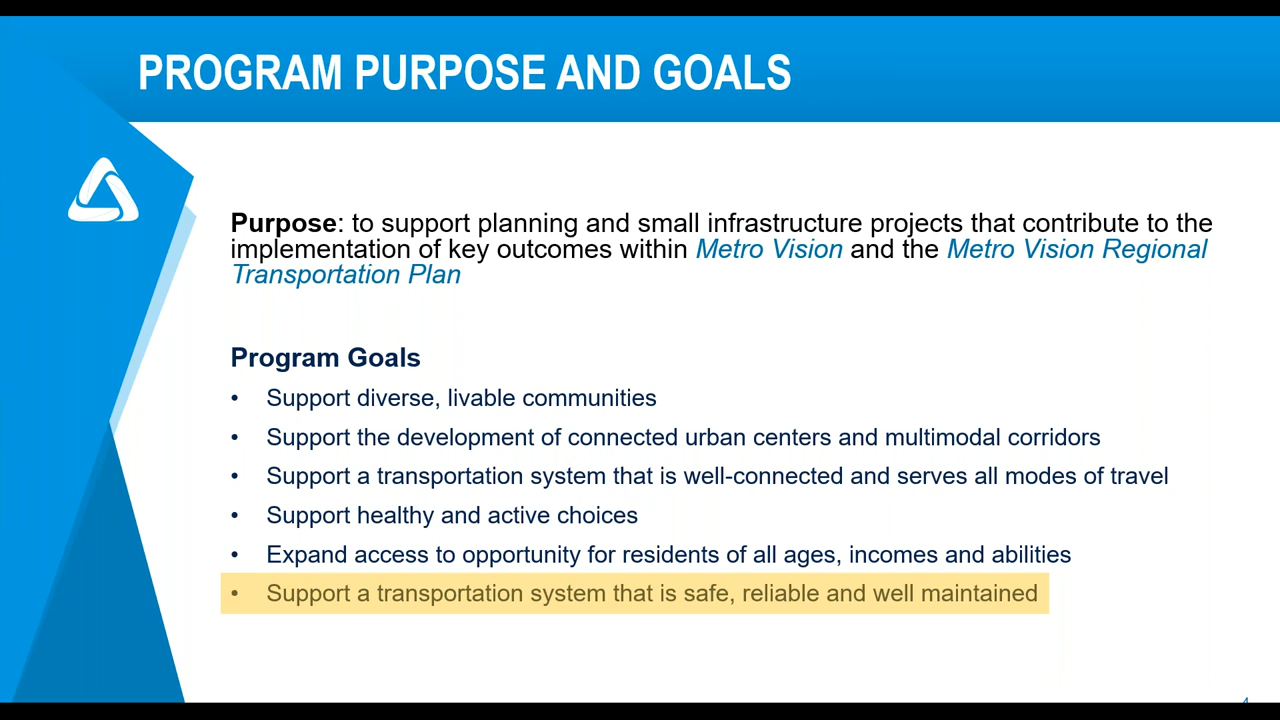 PROGRAM PURPOSE AND GOALS
Purpose: to support planning and small infrastructure projects that contribute to the
implementation of key outcomes within Metro Vision and the Metro Vision Regional
Transportation Plan
Program Goals
• Support diverse, livable communities
• Support the development of connected urban centers and multimodal corridors
• Support a transportation system that is well-connected and serves all modes of travel
• Support healthy and active choices
• Expand access to opportunity for residents of all ages, incomes and abilities
• Support a transportation system that is safe, reliable and well maintained